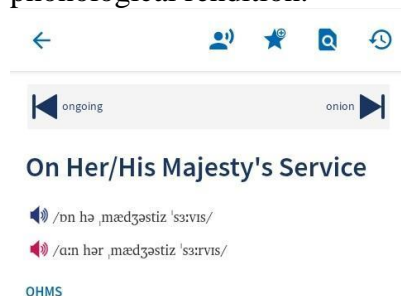 phonological rendition.
ongoing onion
On Her/His Majesty's Service
/ɒn hə ˌmædʒəstiz ˈsɜːvɪs/
/ɑːn hər ˌmædʒəstiz ˈsɜːrvɪs/
OHMS